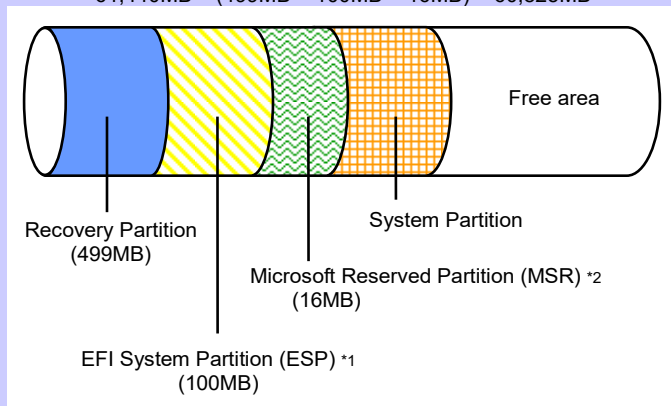 Free area
System Partition
Recovery Partition
(499MB)
Microsoft Reserved Partition (MSR) *2
(16MB)
EFI System Partition (ESP) *1
(100MB)